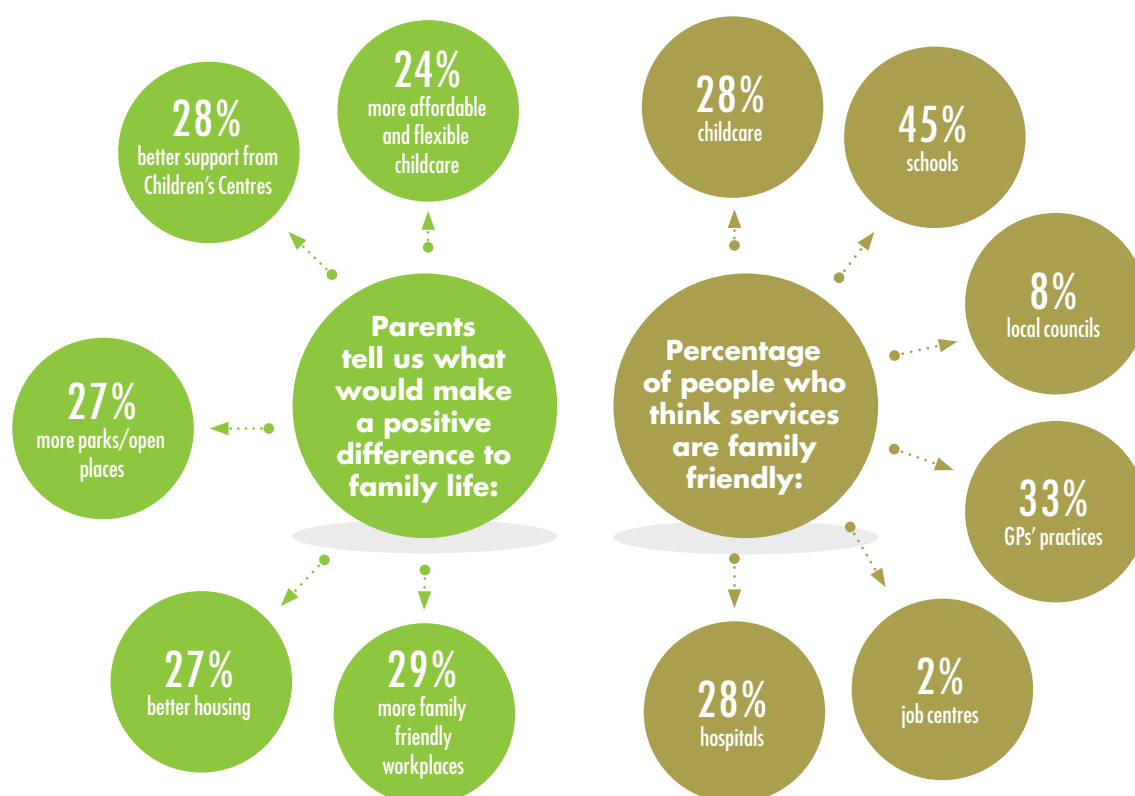 Parents
tell us what
would make
a positive
difference to
family life:
24%
more affordable
and flexible
childcare
28%
better support from
Children's Centres
27%
more parks/open
places
27%
better housing
29%
more family
friendly
workplaces
Percentage
of people who
think services
are family
friendly:
28%
childcare
45%
schools
8%
local councils
33%
GPs' practices
2%
job centres
28%
hospitals